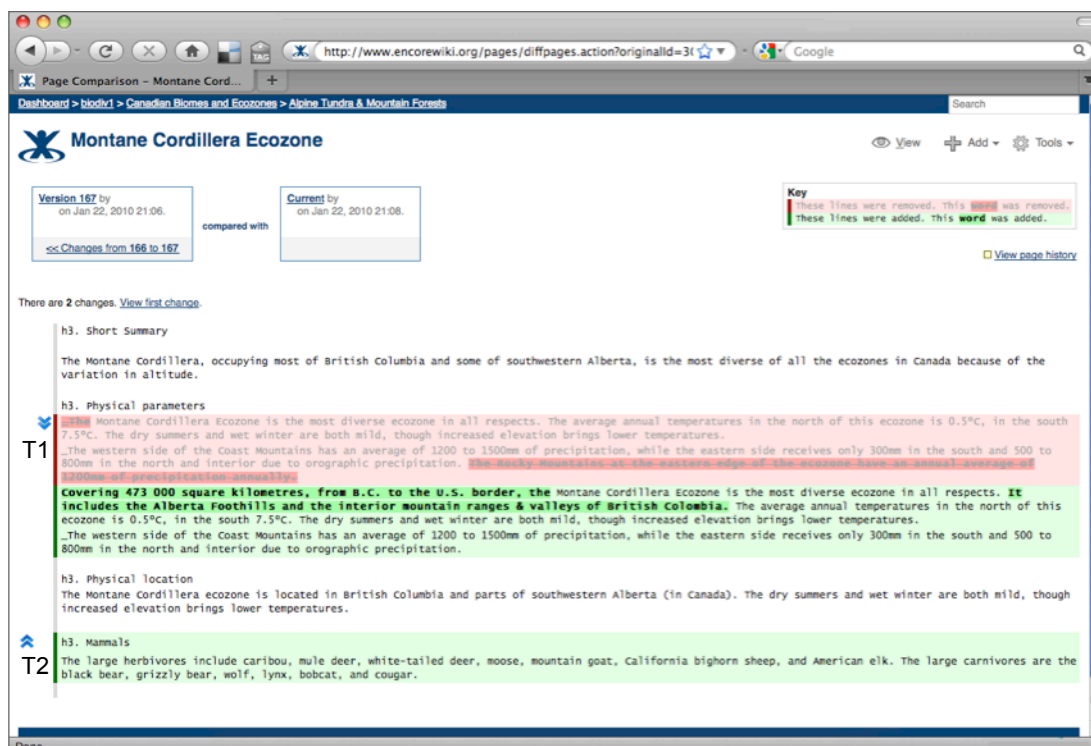 http://www.encorewiki.org/pages/diffpages.action?originalId=3(
Google
TAG
Page Comparison – Montane Cord...
+
Dashboard > biodiv1 > Canadian Biomes and Ecozones > Alpine Tundra & Mountain Forests
Search
Montane Cordillera Ecozone
View
Add
Tools
Version 167 by
on Jan 22, 2010 21:06.
<< Changes from 166 to 167
compared with
Current by
on Jan 22, 2010 21:08.
Key
These lines were removed. This word was removed.
These lines were added. This word was added.
View page history
There are 2 changes. View first change.
h3. Short Summary
The Montane Cordillera, occupying most of British Columbia and some of southwestern Alberta, is the most diverse of all the ecozones in Canada because of the
variation in altitude.
h3. Physical parameters
T1
_The Montane Cordillera Ecozone is the most diverse ecozone in all respects. The average annual temperatures in the north of this ecozone is 0.5°C, in the south
7.5°C. The dry summers and wet winter are both mild, though increased elevation brings lower temperatures.
_The western side of the Coast Mountains has an average of 1200 to 1500mm of precipitation, while the eastern side receives only 300mm in the south and 500 to
800mm in the north and interior due to orographic precipitation. The Rocky Mountains at the eastern edge of the ecozone have an annual average of
1200mm of precipitation annually.
Covering 473 000 square kilometres, from B.C. to the U.S. border, the Montane Cordillera Ecozone is the most diverse ecozone in all respects. It
includes the Alberta Foothills and the interior mountain ranges & valleys of British Colombia. The average annual temperatures in the north of this
ecozone is 0.5°C, in the south 7.5°C. The dry summers and wet winter are both mild, though increased elevation brings lower temperatures.
_The western side of the Coast Mountains has an average of 1200 to 1500mm of precipitation, while the eastern side receives only 300mm in the south and 500 to
800mm in the north and interior due to orographic precipitation.
h3. Physical location
The Montane Cordillera ecozone is located in British Columbia and parts of southwestern Alberta (in Canada). The dry summers and wet winter are both mild, though
increased elevation brings lower temperatures.
h3. Mammals
T2
The large herbivores include caribou, mule deer, white-tailed deer, moose, mountain goat, California bighorn sheep, and American elk. The large carnivores are the
black bear, grizzly bear, wolf, lynx, bobcat, and cougar.